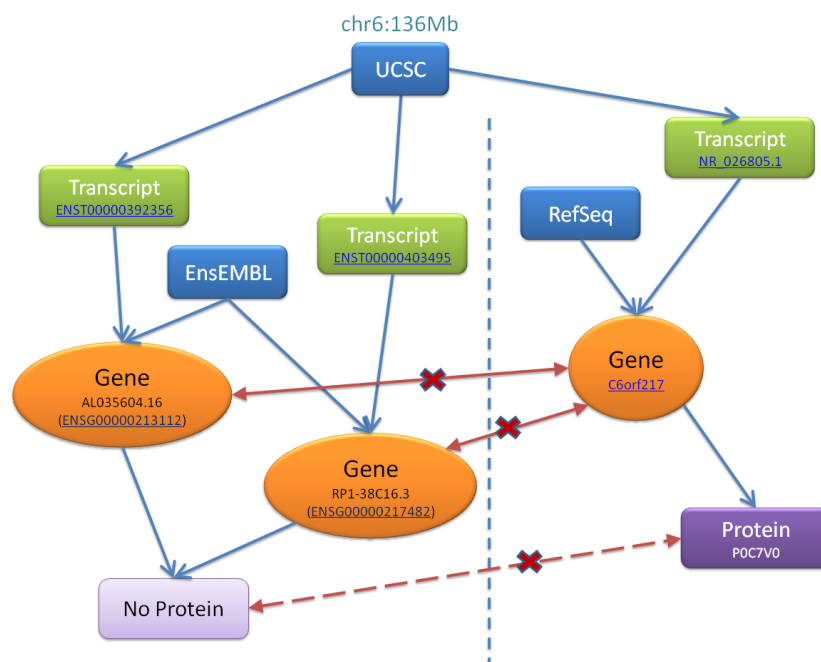 chr6:136Mb
UCSC
Transcript
NR_026805.1
Transcript
ENST00000392356
RefSeq
Transcript
ENST00000403495
EnsEMBL
Gene
C6orf217
Gene
AL035604.16
(ENSG00000213112)
Gene
RP1-38C16.3
(ENSG00000217482)
Protein
P0C7V0
No Protein